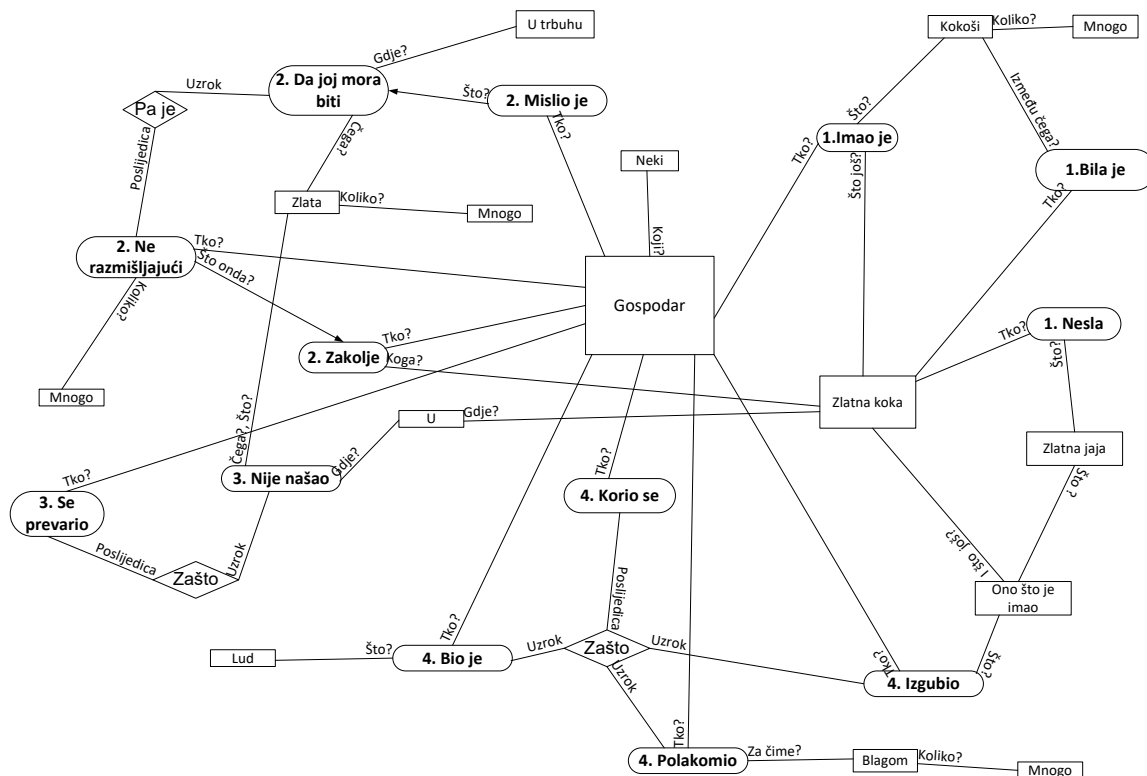 U trbuhu
Kokoši
Koliko?
Mnogo
Gdje?
Uzrok
2. Da joj mora
biti
Što?
2. Mislio je
Tko?
Pa je
Poslijedica
Čega?
Što?
Između čega?
1.Imao je
Tko?
Što još?
1.Bila je
Tko?
Neki
Koji?
Zlata
Koliko?
Mnogo
2. Ne
razmišljajući
Tko?
Što onda?
Koliko?
Gospodar
1. Nesla
Tko?
Što?
2. Zakolje
Tko?
Koga?
Mnogo
Zlatna koka
U
Gdje?
Čega?, Što?
Zlatna jaja
Što ?
Gdje?
Tko?
3. Nije našao
Tko?
4. Korio se
3. Se
prevario
Poslijedica
Zašto
Uzrok
I što još?
Ono što je
imao
Poslijedica
Tko?
Lud
Što?
4. Bio je
Uzrok
Zašto
Uzrok
Uzrok
Tko?
Što?
4. Izgubio
Tko?
4. Polakomio
Za čime?
Blagom
Koliko?
Mnogo